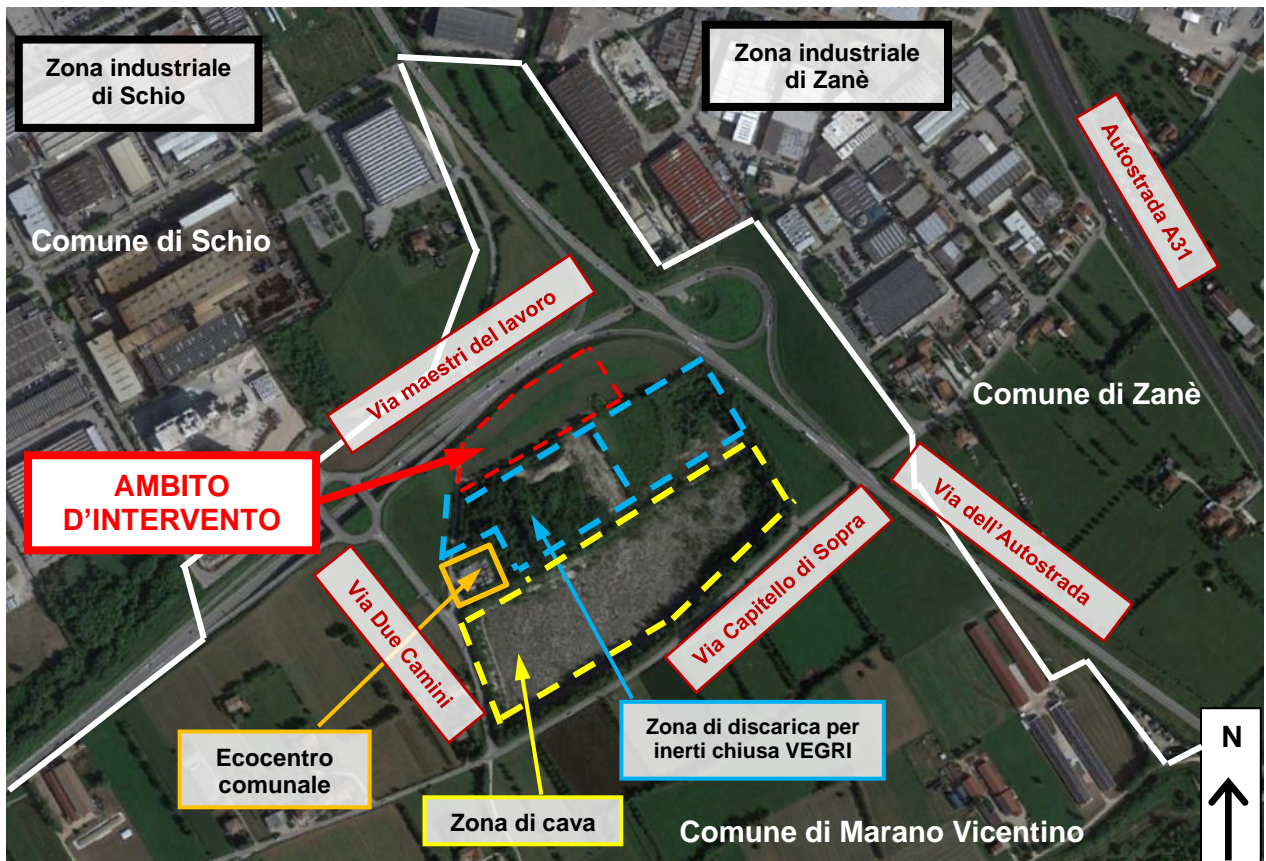 Zona industriale
di Schio
Zona industriale
di Zanè
Autostrada A31
Comune di Schio
Via maestri del lavoro
Comune di Zanè
AMBITO
D'INTERVENTO
Via dell'Autostrada
Via Due Camini
Via Capitello di Sopra
Zona di discarica per
inerti chiusa VEGRI
Ecocentro
comunale
Zona di cava
Comune di Marano Vicentino
N